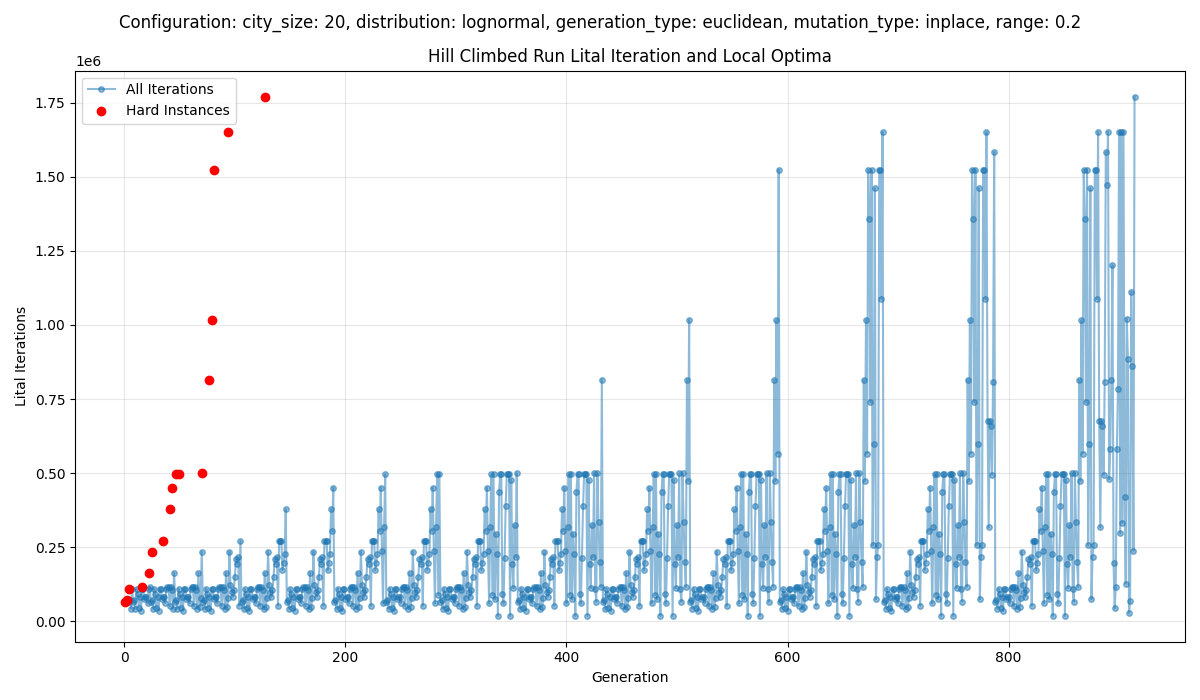 Configuration: city_size: 20, distribution: lognormal, generation_type: euclidean, mutation_type: inplace, range: 0.2
Hill Climbed Run Lital Iteration and Local Optima
1e6
All Iterations
Hard Instances
1.75
1.50
1.25
1.00
0.75
0.50
0.25
0.00
Lital Iterations
0 200 400 600 800
Generation